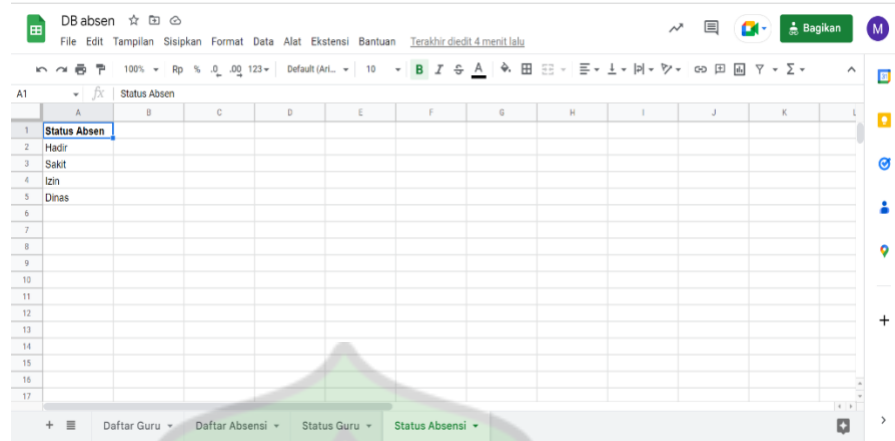 DB absen
File Edit Tampilan Sisipkan Format Data Alat Ekstensi Bantuan Terakhir diedit 4 menit lalu
Bagikan
M
100% Rp % .0 .00 123 Default (Ari... 10 B I S A
A1 fx Status Absen
A B C D E F G H I J K L
1 Status Absen
2 Hadir
3 Sakit
4 Izin
5 Dinas
6
7
8
9
10
11
12
13
14
15
16
17
Daftar Guru Daftar Absensi Status Guru Status Absensi